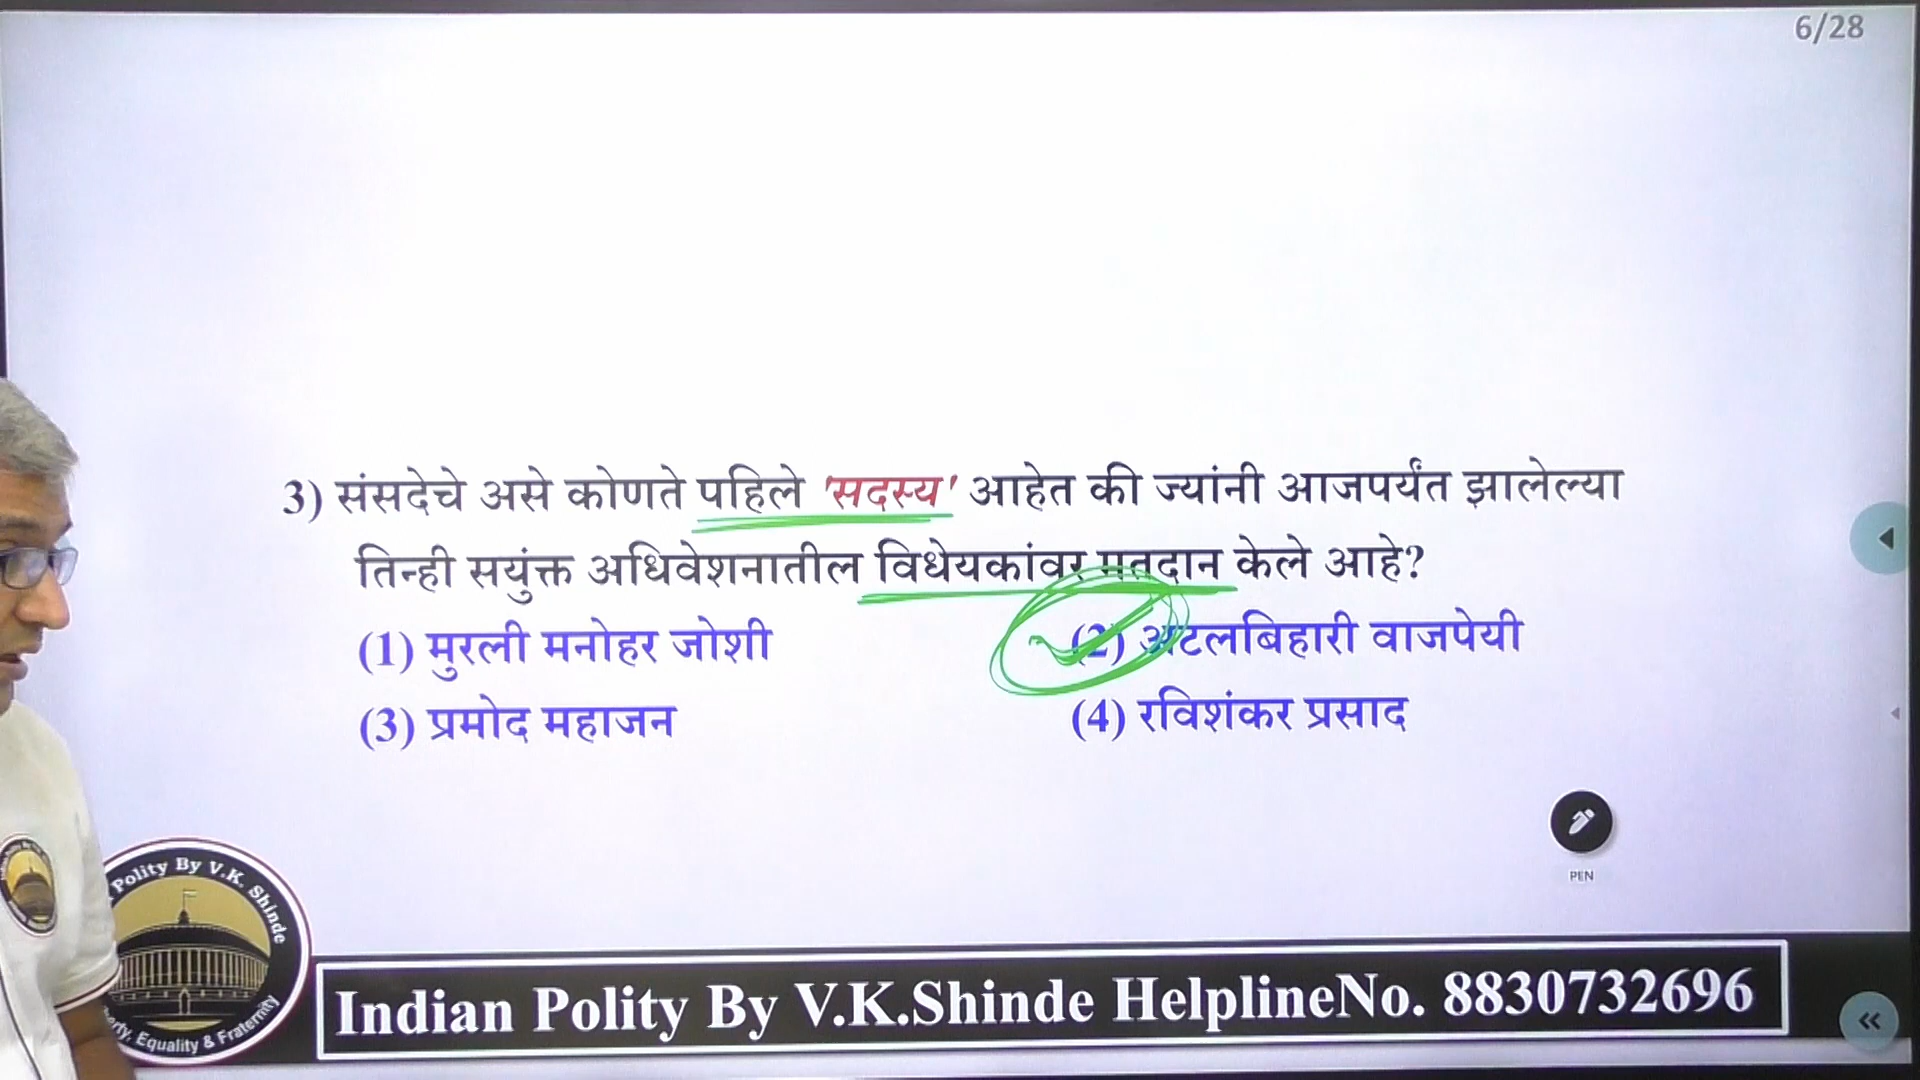 6/28
3) संसदेचे असे कोणते पहिले 'सदस्य' आहेत की ज्यांनी आजपर्यंत झालेल्या
तिन्ही सयुंक्त अधिवेशनातील विधेयकांवर मतदान केले आहे?
(1) मुरली मनोहर जोशी (2) अटलबिहारी वाजपेयी
(3) प्रमोद महाजन (4) रविशंकर प्रसाद
PEN
Polity By V.K. Shinde
Equality & Fraternity
Indian Polity By V.K.Shinde HelplineNo. 8830732696